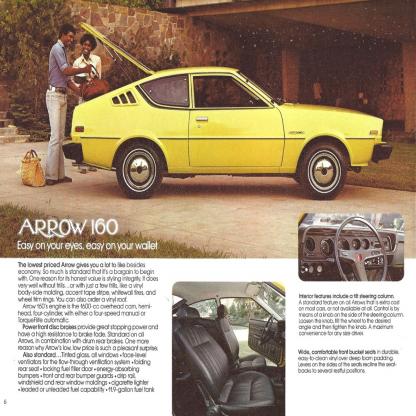 ARROW 160
Easy on your eyes, easy on your wallet
The lowest priced Arrow gives you a lot to like besides
economy. So much is standard that it's a bargain to begin
with. One reason for its honest value is styling integrity. It does
very well without frills... or with just a few frills, like a vinyl
body-side molding, accent tape stripe, whitewall tires, and
wheel trim rings. You can also order a vinyl roof.
Arrow 160's engine is the 1600-cc overhead cam, hemi-
head, four-cylinder, with either a four-speed manual or
TorqueFlite automatic.
Power front disc brakes provide great stopping power and
have a high resistance to brake fade. Standard on all
Arrows, in combination with drum rear brakes. One more
reason why Arrow's low, low price is such a pleasant surprise.
Also standard... Tinted glass, all windows • face-level
ventilators for the flow-through ventilation system • folding
rear seat • locking fuel filler door • energy-absorbing
bumpers • front and rear bumper guards • drip rail,
windshield and rear window moldings • cigarette lighter
• leaded or unleaded fuel capability • 11.9-gallon fuel tank
Interior features include a tilt steering column.
A standard feature on all Arrows that is extra cost
on most cars, or not available at all. Control is by
means of a knob on the side of the steering column.
Loosen the knob, tilt the wheel to the desired
angle and then tighten the knob. A maximum
convenience for any size driver.
Wide, comfortable front bucket seats in durable,
easy-to-clean vinyl over deep foam padding.
Levers on the sides of the seats recline the seat-
backs to several restful positions.
6